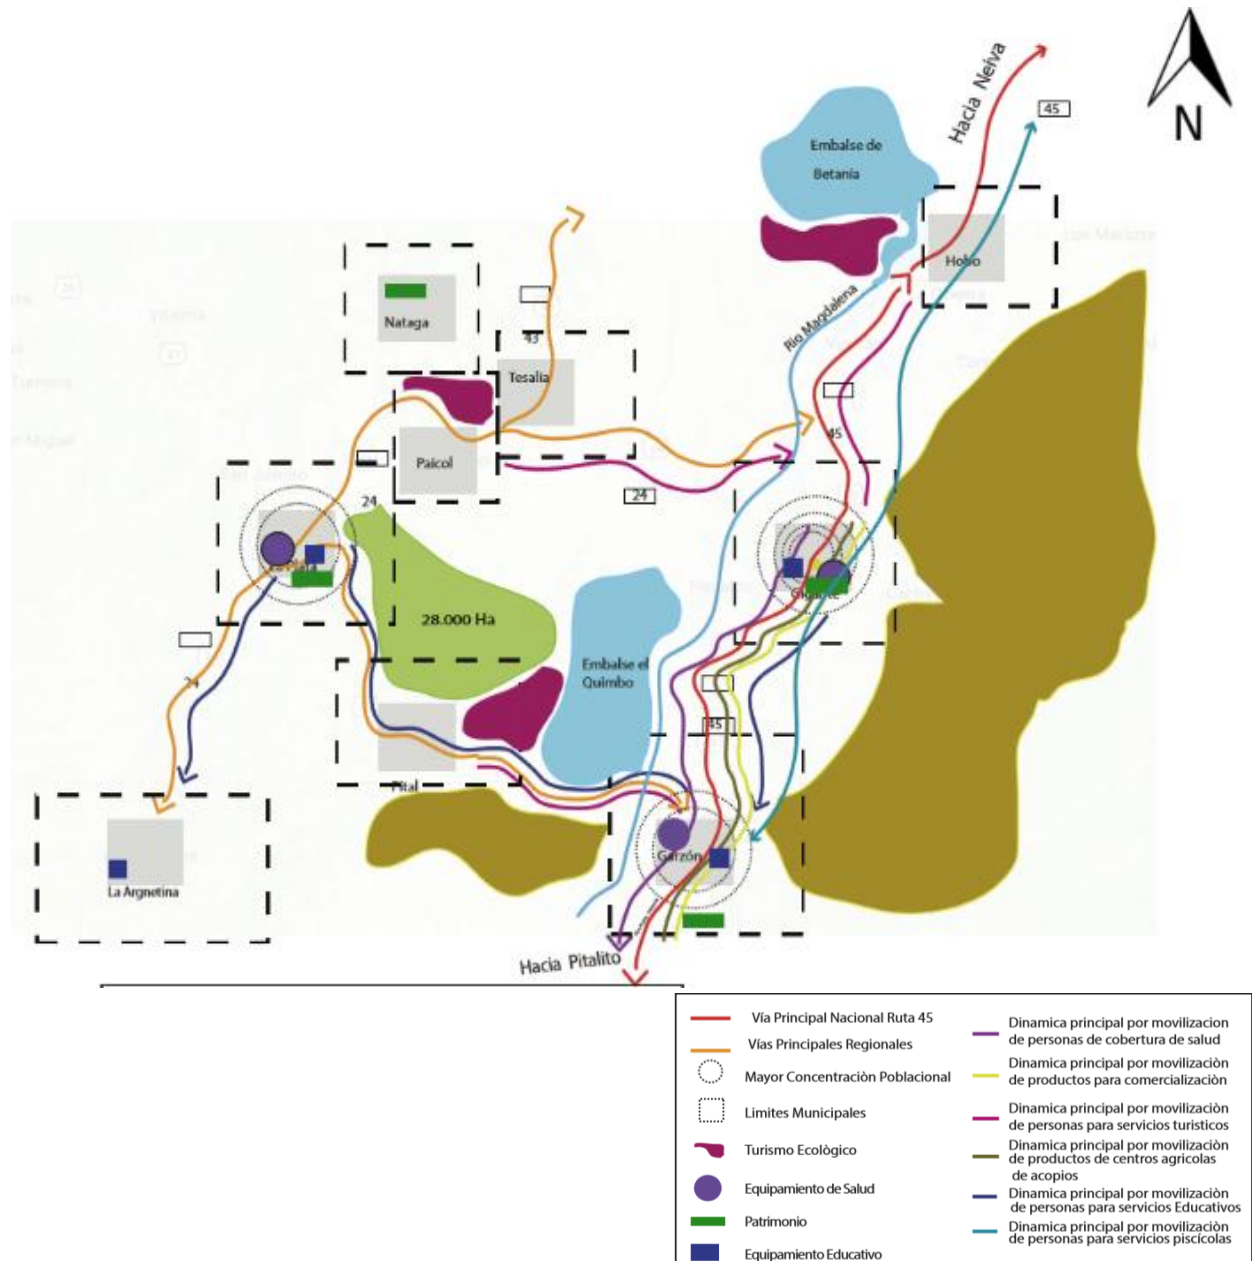 Hacia Neiva
45
N
Embalse de
Betania
Hobo
Rio Magdalena
Nataga
43
Tesalia
Paicol
45
24
24
28.000 Ha
Embalse el
Quimbo
24
45
Pital
Garzón
La Argnetina
Hacia Pitalito
Vía Principal Nacional Ruta 45
Vías Principales Regionales
Mayor Concentraciòn Poblacional
Limites Municipales
Turismo Ecològico
Equipamiento de Salud
Patrimonio
Equipamiento Educativo
Dinamica principal por movilizacion
de personas de cobertura de salud
Dinamica principal por movilizaciòn
de productos para comercializaciòn
Dinamica principal por movilizaciòn
de personas para servicios turisticos
Dinamica principal por movilizaciòn
de productos de centros agricolas
de acopios
Dinamica principal por movilizaciòn
de personas para servicios Educativos
Dinamica principal por movilizaciòn
de personas para servicios piscícolas